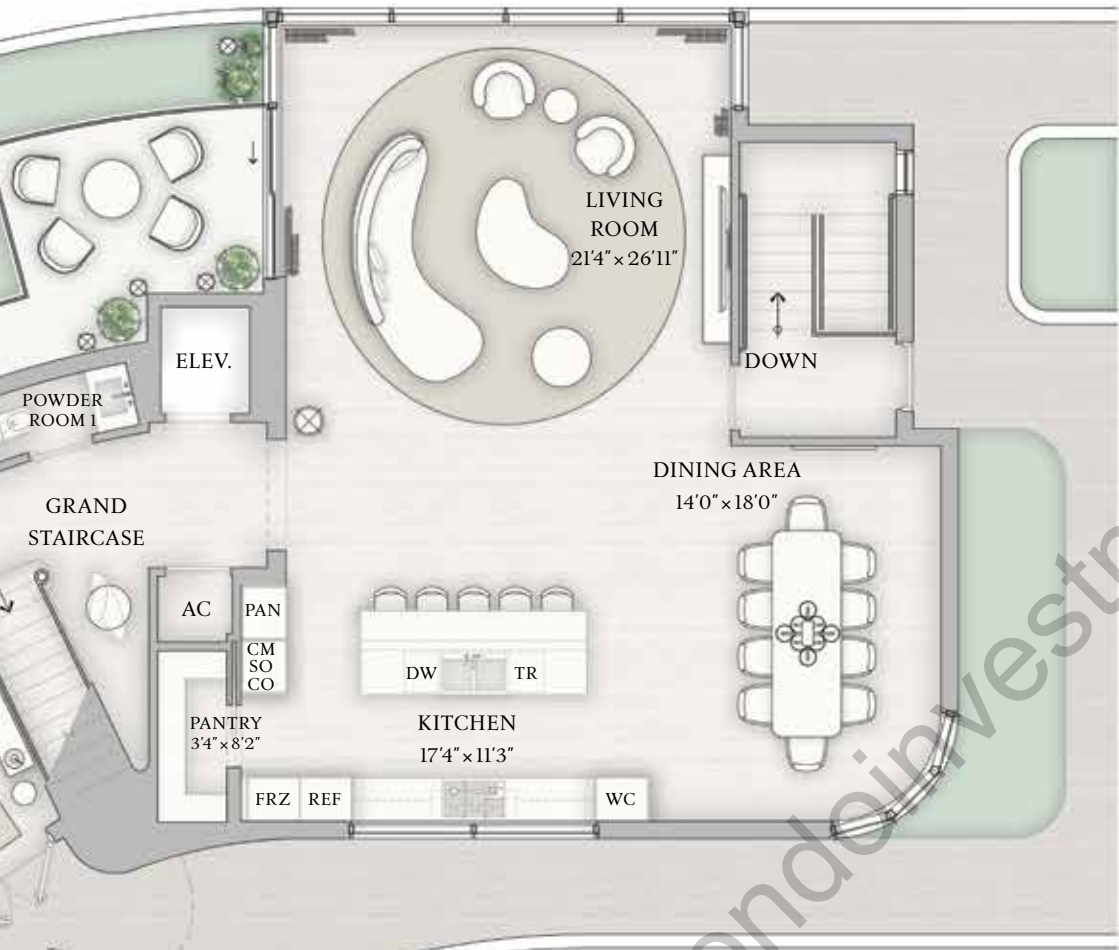 LIVING
ROOM
21'4" × 26'11"
ELEV.
DOWN
POWDER
ROOM 1
DINING AREA
14'0" × 18'0"
GRAND
STAIRCASE
AC
PAN
CM
SO
CO
DW
TR
PANTRY
3'4" × 8'2"
KITCHEN
17'4" × 11'3"
FRZ
REF
WC